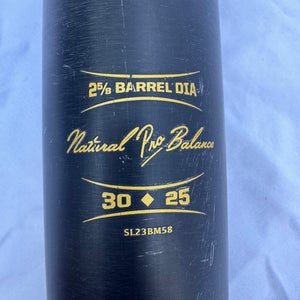 2⅝ BARREL DIA
Natural Pro Balance
30 ◆ 25
SL23BM58